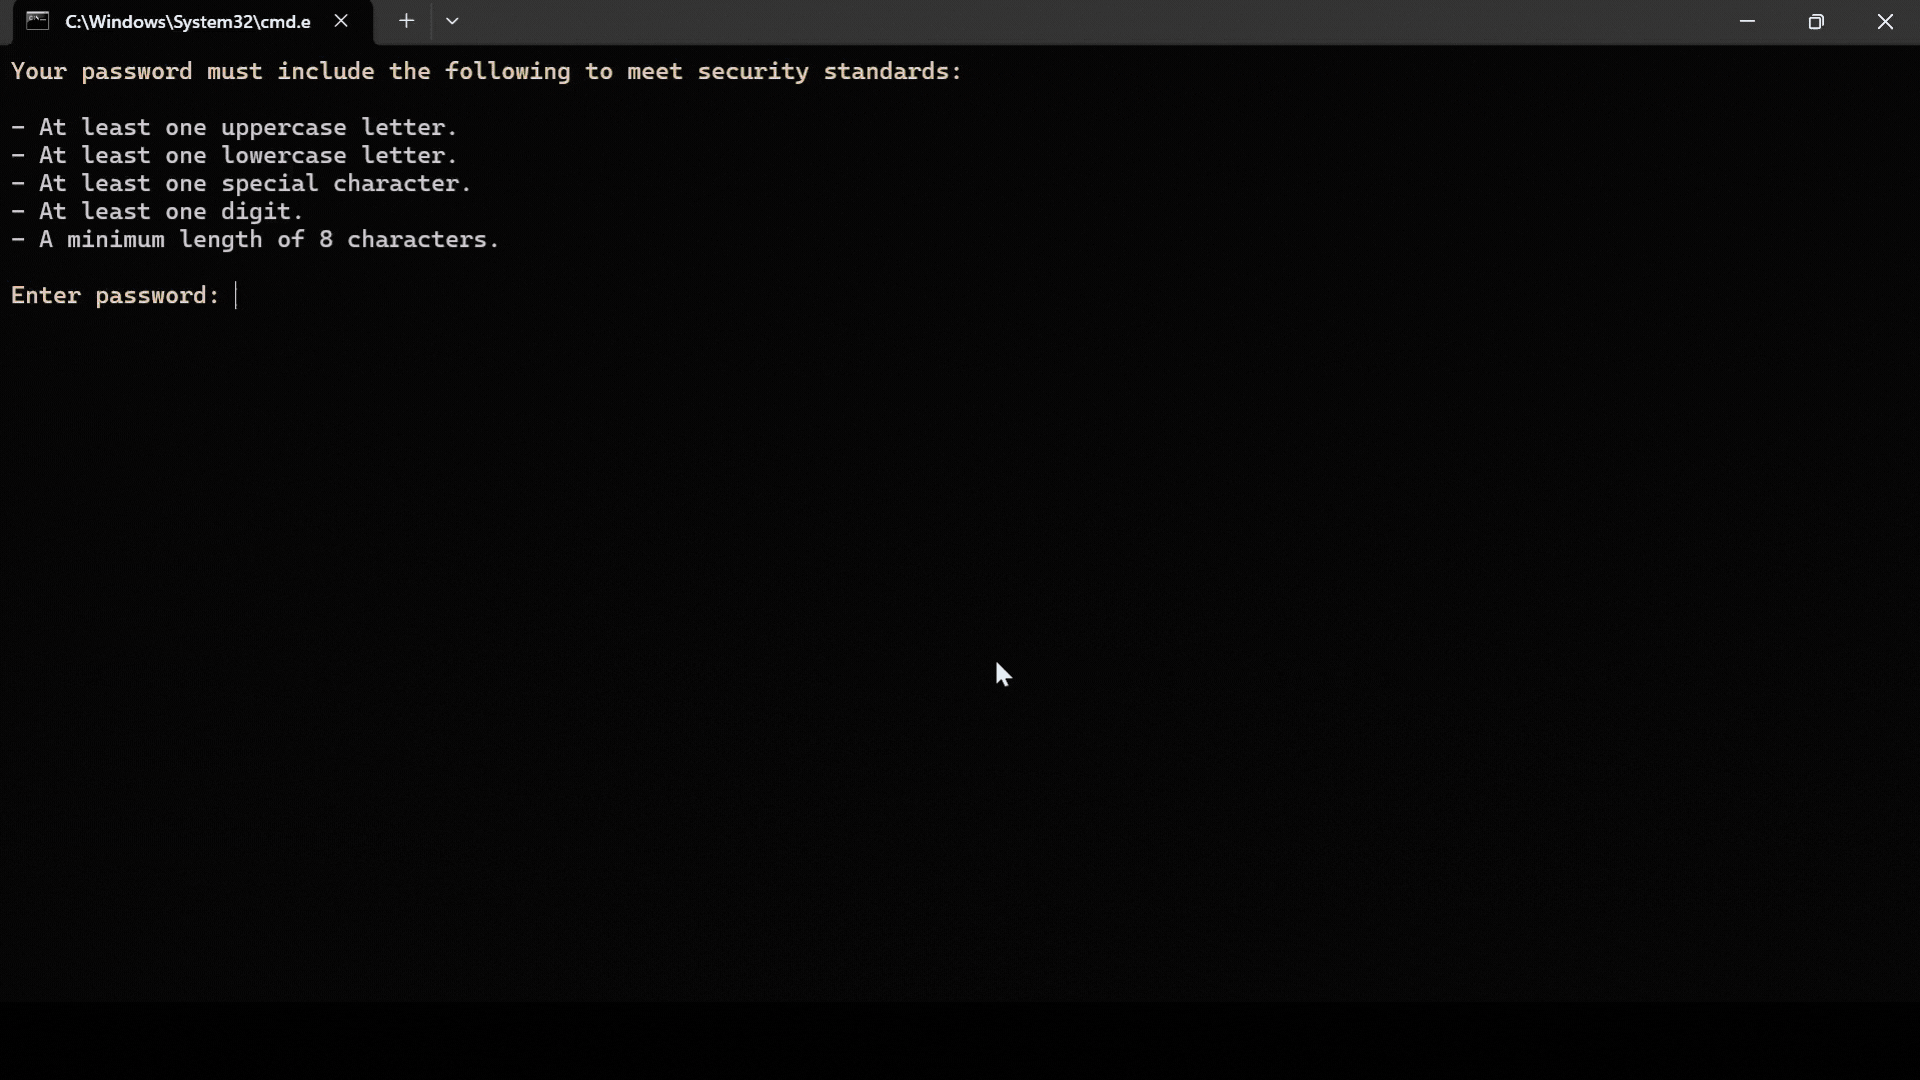 C:\Windows\System32\cmd.e
Your password must include the following to meet security standards:
- At least one uppercase letter.
- At least one lowercase letter.
- At least one special character.
- At least one digit.
- A minimum length of 8 characters.
Enter password: